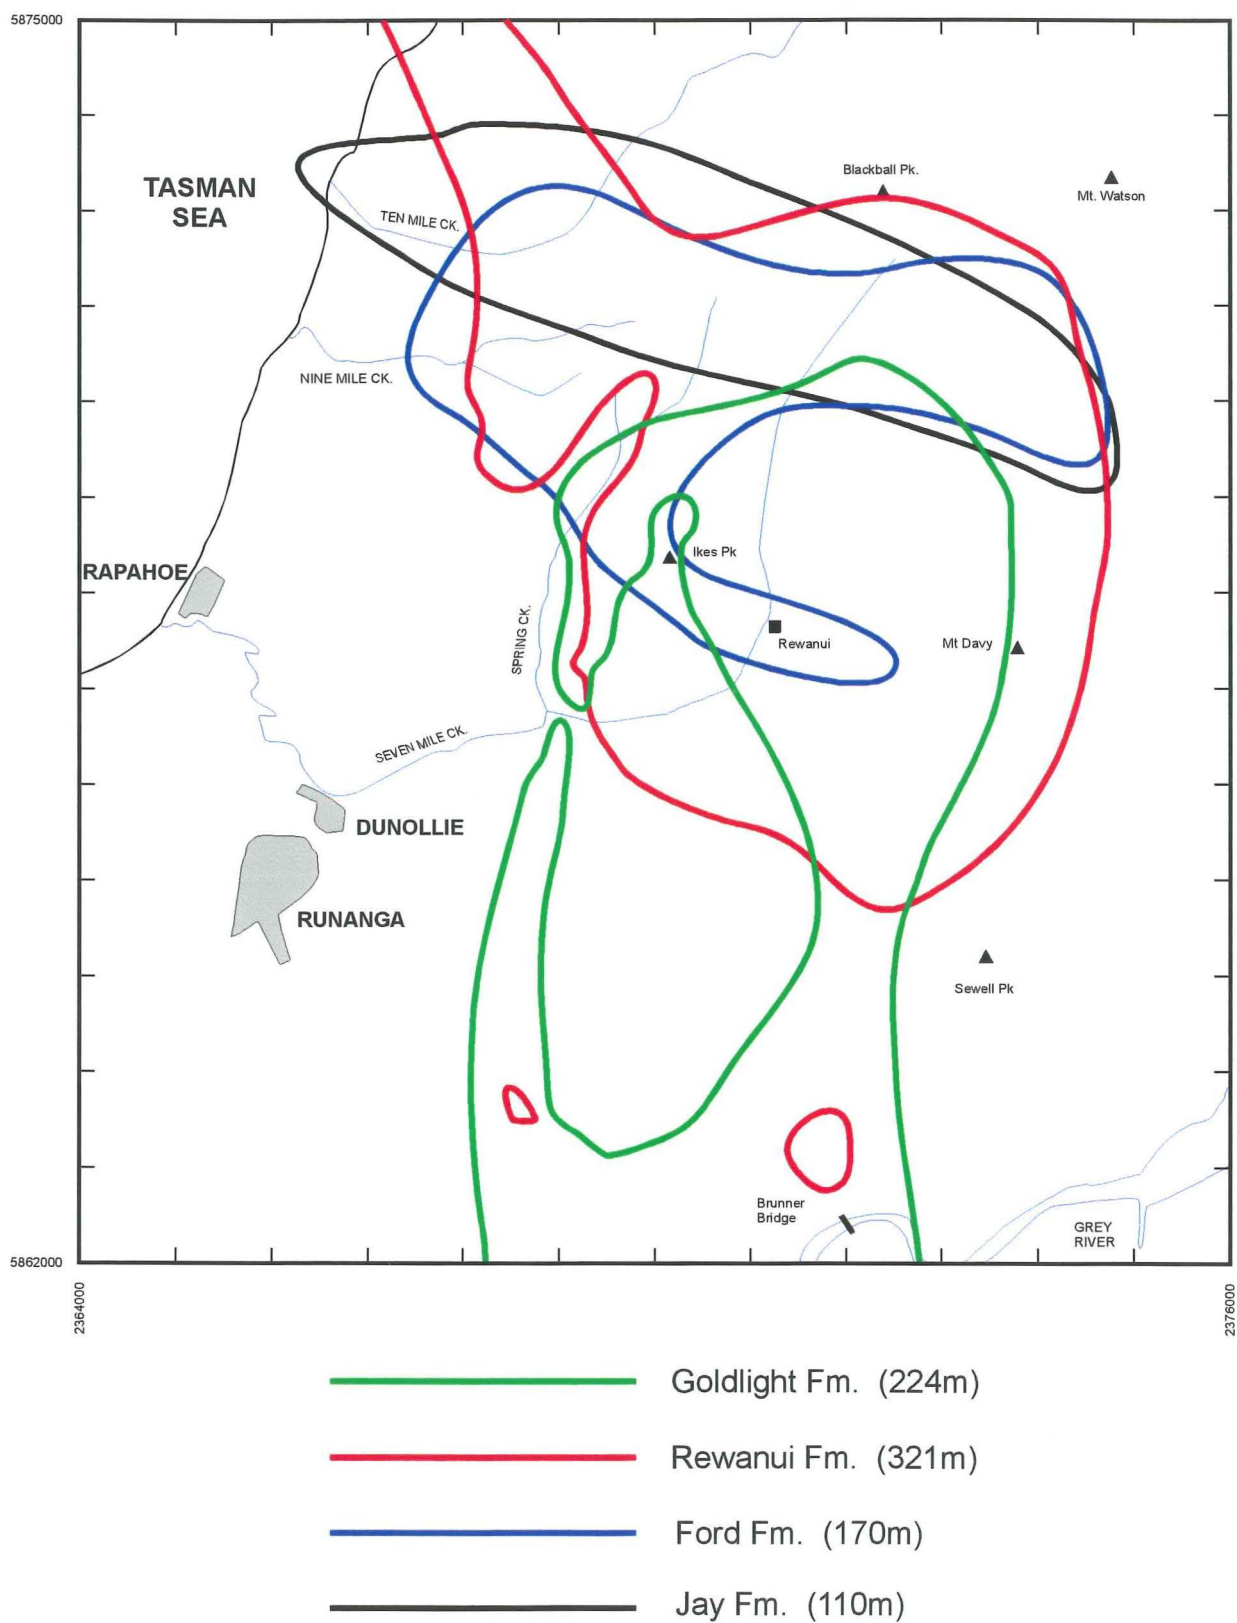 5875000
Blackball Pk.
TASMAN
SEA
Mt. Watson
TEN MILE CK.
NINE MILE CK.
Ikes Pk
RAPAHOE
SPRING CK.
Rewanui
Mt Davy
SEVEN MILE CK.
DUNOLLIE
RUNANGA
Sewell Pk
Brunner
Bridge
GREY
RIVER
5862000
2364000
2376000
Goldlight Fm. (224m)
Rewanui Fm. (321m)
Ford Fm. (170m)
Jay Fm. (110m)